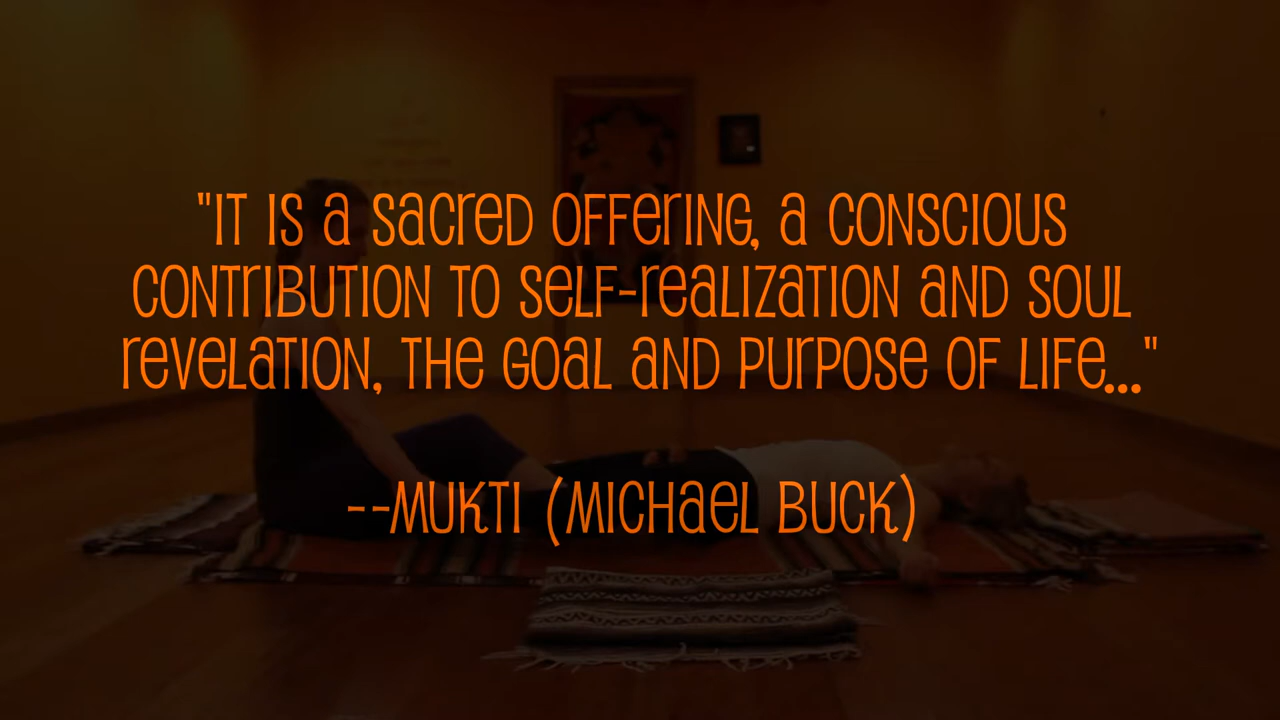 "IT IS A SACRED OFFERING, A CONSCIOUS
CONTRIBUTION TO SELF-REALIZATION AND SOUL
REVELATION, THE GOAL AND PURPOSE OF LIFE..."
--MUKTI (MICHAEL BUCK)